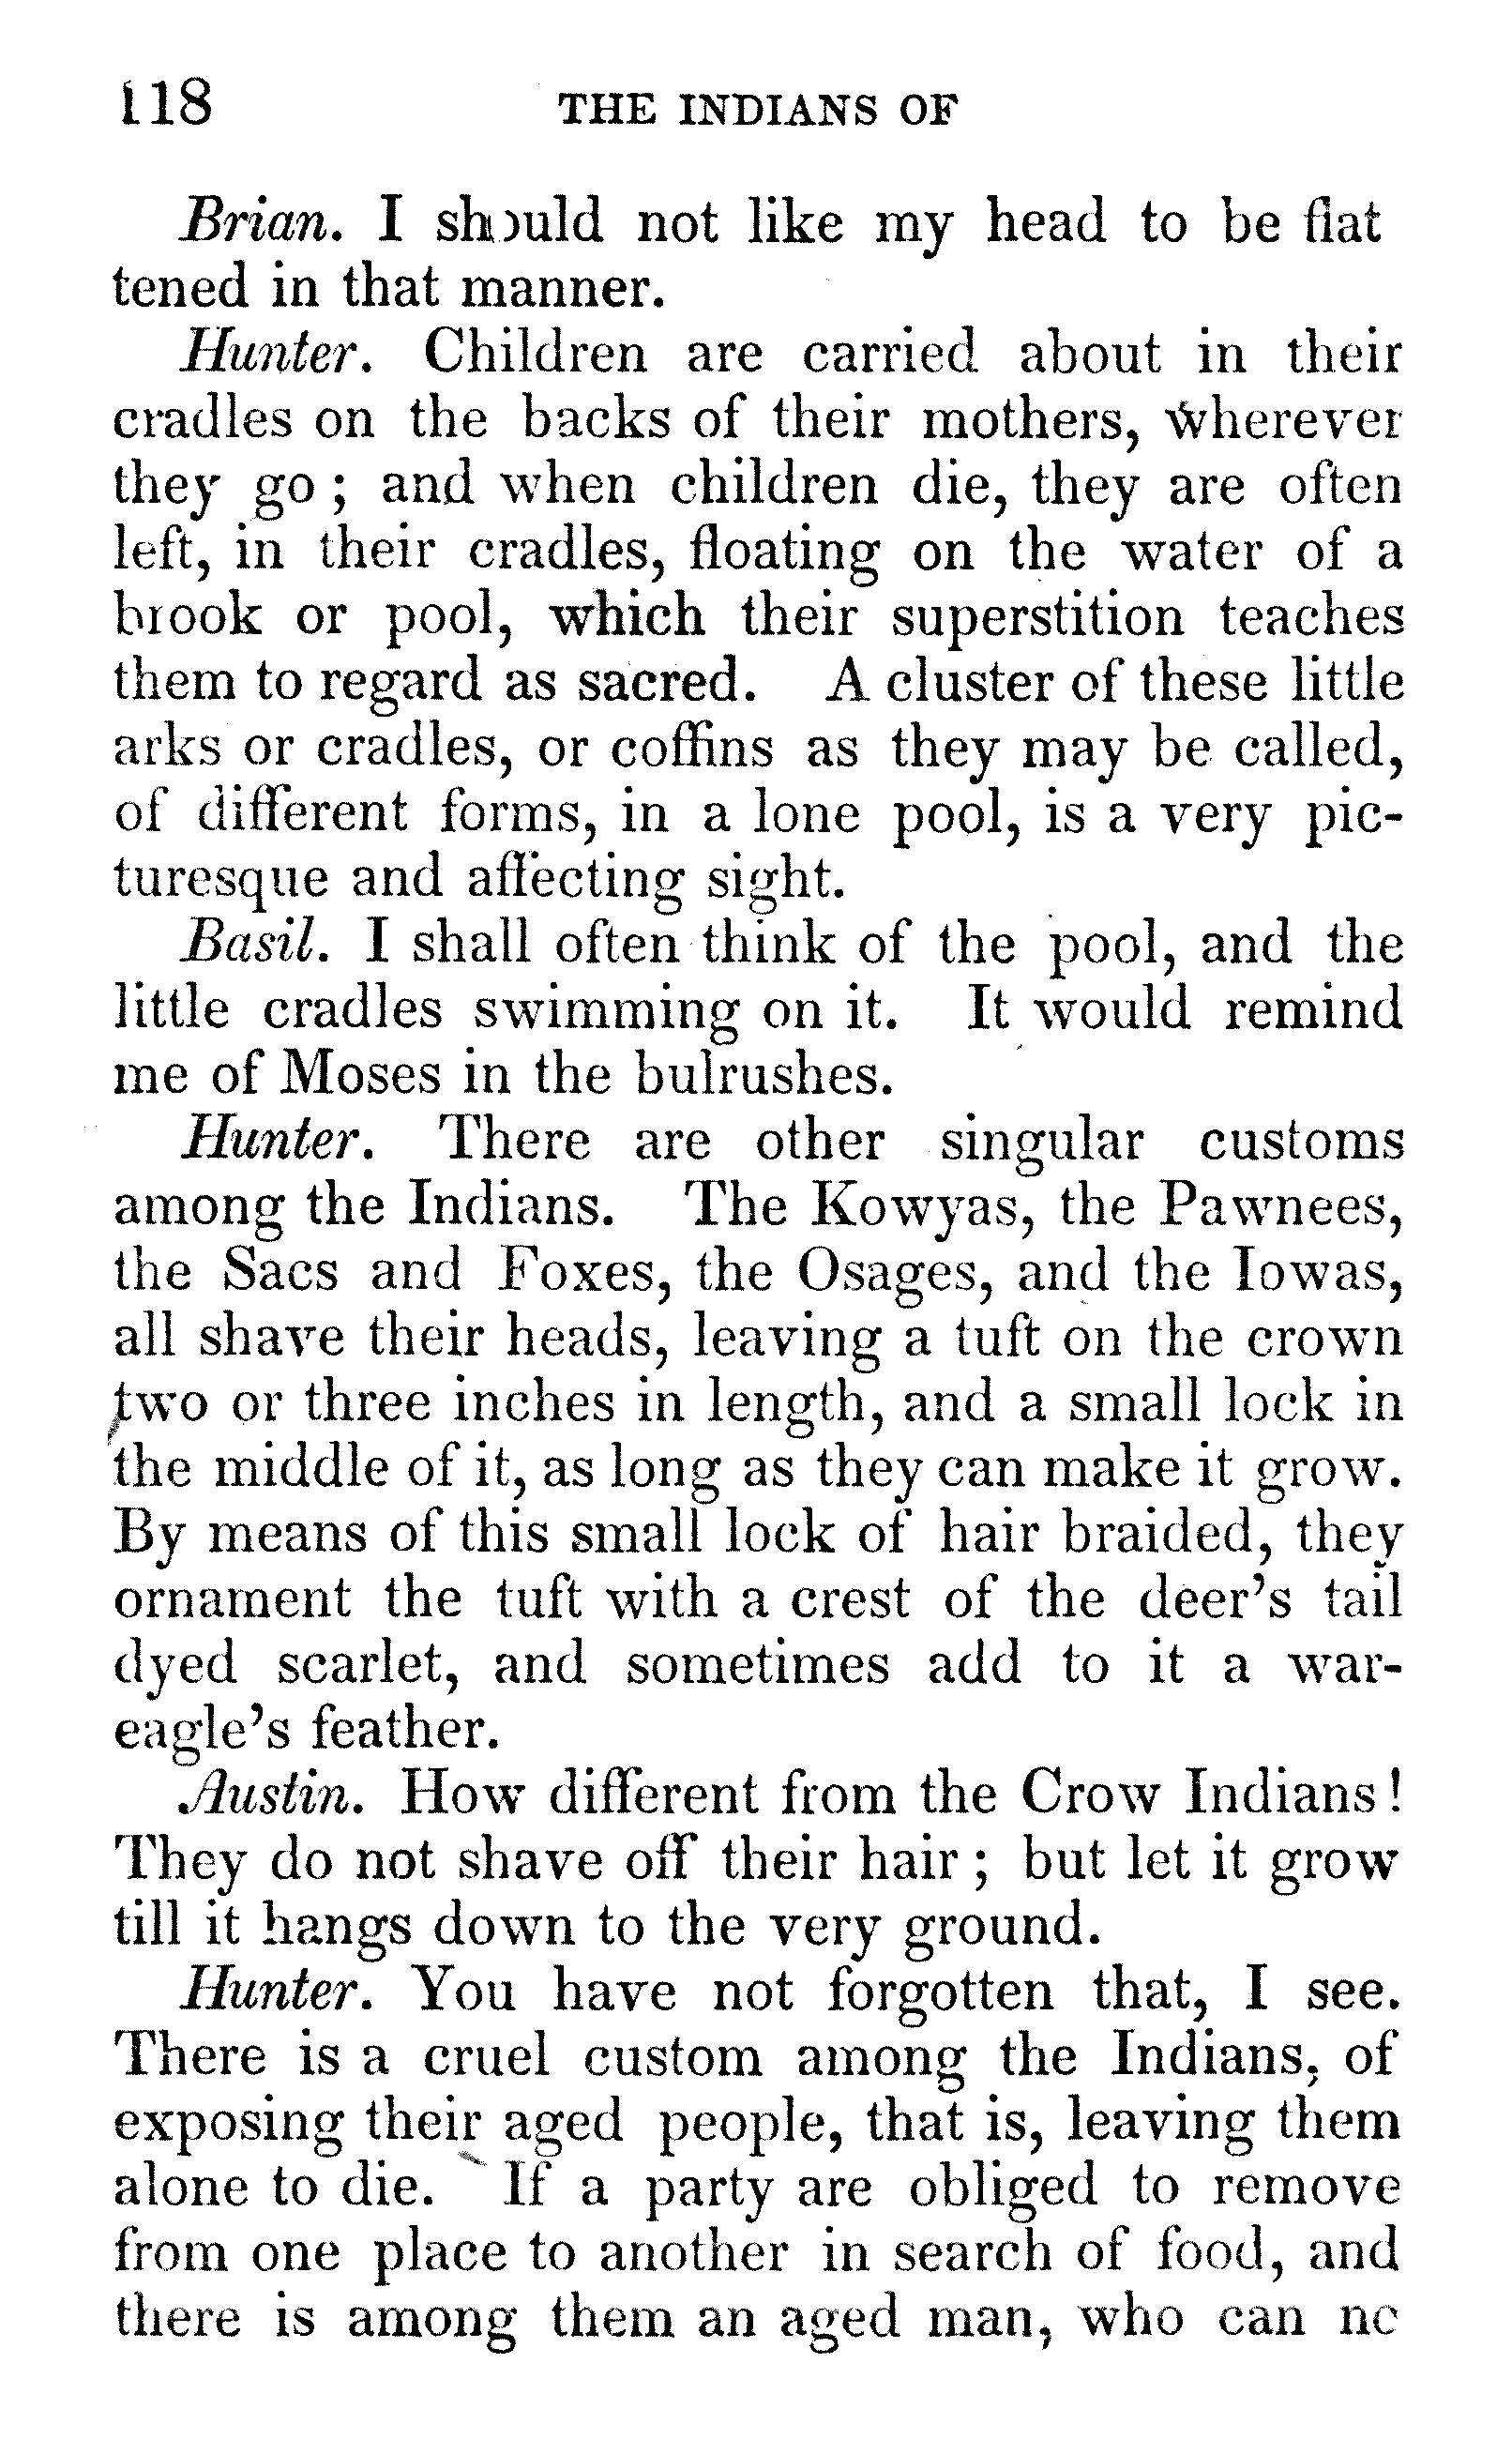 118 THE INDIANS OF
Brian. I should not like my head to be flat
tened in that manner.
Hunter. Children are carried about in their
cradles on the backs of their mothers, wherever
they go ; and when children die, they are often
left, in their cradles, floating on the water of a
brook or pool, which their superstition teaches
them to regard as sacred. A cluster of these little
arks or cradles, or coffins as they may be called,
of different forms, in a lone pool, is a very pic-
turesque and affecting sight.
Basil. I shall often think of the pool, and the
little cradles swimming on it. It would remind
me of Moses in the bulrushes.
Hunter. There are other singular customs
among the Indians. The Kowyas, the Pawnees,
the Sacs and Foxes, the Osages, and the Iowas,
all shave their heads, leaving a tuft on the crown
two or three inches in length, and a small lock in
the middle of it, as long as they can make it grow.
By means of this small lock of hair braided, they
ornament the tuft with a crest of the deer's tail
dyed scarlet, and sometimes add to it a war-
eagle's feather.
Austin. How different from the Crow Indians !
They do not shave off their hair ; but let it grow
till it hangs down to the very ground.
Hunter. You have not forgotten that, I see.
There is a cruel custom among the Indians, of
exposing their aged people, that is, leaving them
alone to die. If a party are obliged to remove
from one place to another in search of food, and
there is among them an aged man, who can no